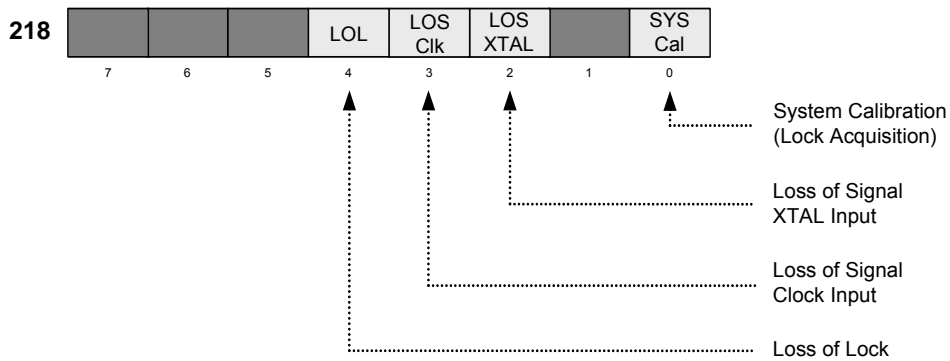 218
LOL
LOS
Clk
LOS
XTAL
SYS
Cal
7 6 5 4 3 2 1 0
System Calibration
(Lock Acquisition)
Loss of Signal
XTAL Input
Loss of Signal
Clock Input
Loss of Lock